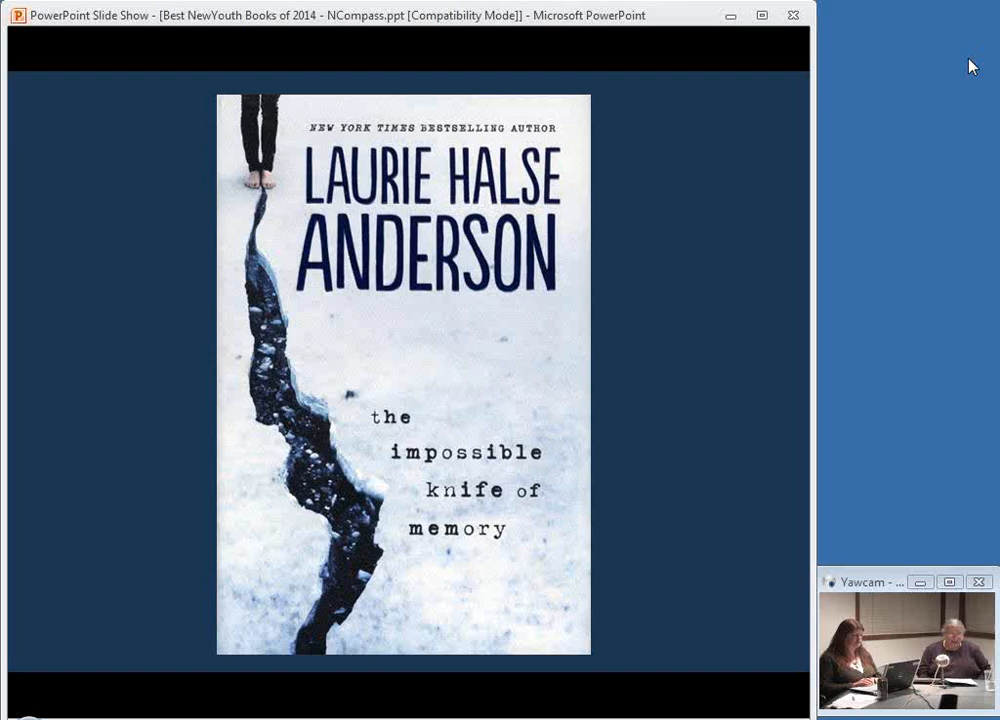 PowerPoint Slide Show - [Best NewYouth Books of 2014 - NCompass.ppt [Compatibility Mode]] - Microsoft PowerPoint
NEW YORK TIMES BESTSELLING AUTHOR
LAURIE HALSE
ANDERSON
the
impossible
knife of
memory
Yawcam - ...